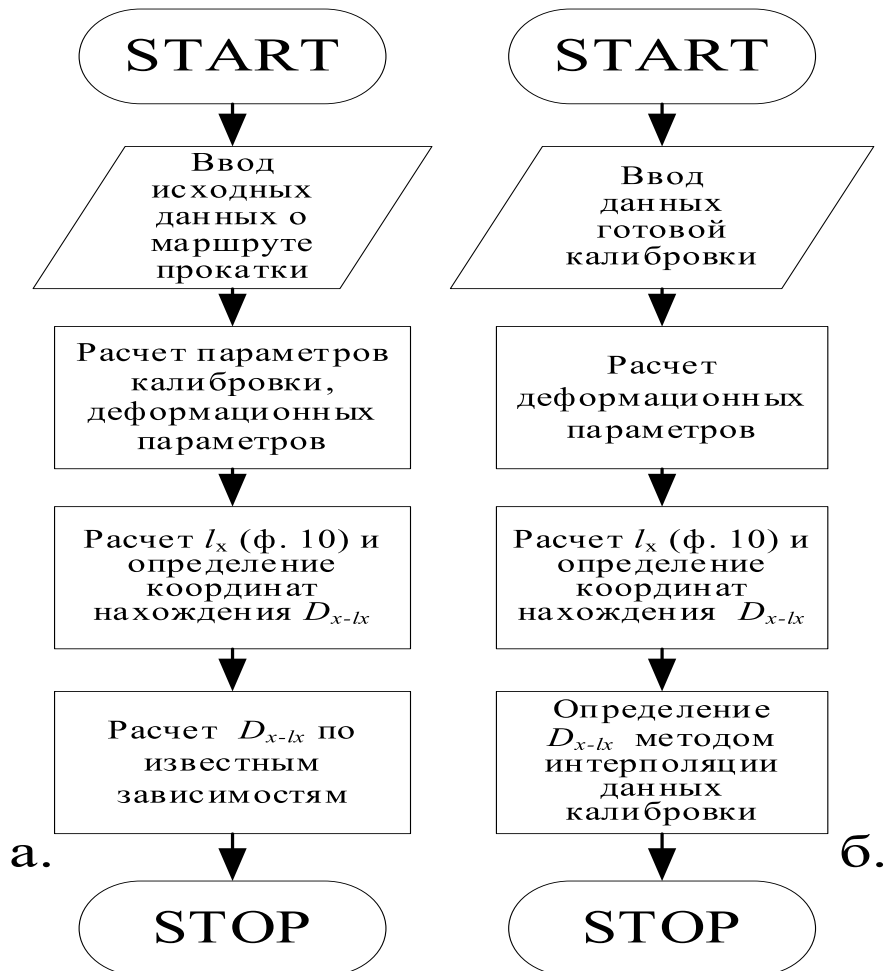 START
Ввод
исходных
данных о
маршруте
прокатки
Расчет параметров
калибровки,
деформационных
параметров
Расчет lx (ф. 10) и
определение
координат
нахождения Dx-lx
Расчет Dx-lx по
известным
зависимостям
а.
STOP
START
Ввод
данных
готовой
калибровки
Расчет
деформационных
параметров
Расчет lx (ф. 10) и
определение
координат
нахождения Dx-lx
Определение
Dx-lx методом
интерполяции
данных
калибровки
б.
STOP